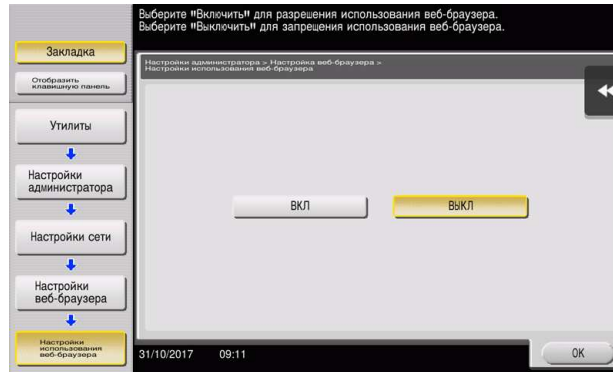 Выберите "Включить" для разрешения использования веб-браузера.
Выберите "Выключить" для запрещения использования веб-браузера.
Закладка
Отобразить
клавишную панель
Настройки администратора > Настройка веб-браузера >
Настройки использования веб-браузера
Утилиты
Настройки
администратора
Настройки сети
Настройки
веб-браузера
Настройки
использования
веб-браузера
ВКЛ
ВЫКЛ
31/10/2017 09:11
OK